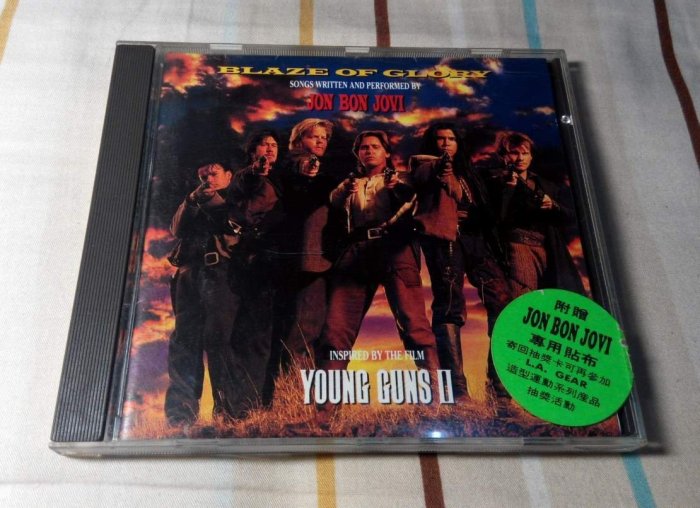 BLAZE OF GLORY
SONGS WRITTEN AND PERFORMED BY
JON BON JOVI
INSPIRED BY THE FILM
YOUNG GUNS II
附贈
JON BON JOVI
專用貼布
寄回抽獎卡可再參加
L.A. GEAR
造型運動系列產品
抽獎活動